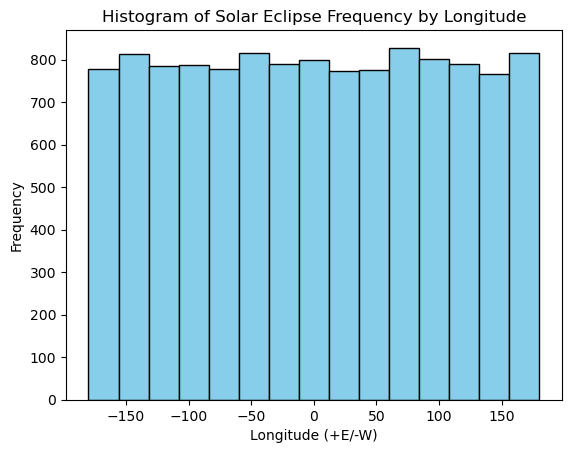 Histogram of Solar Eclipse Frequency by Longitude
800
700
600
500
400
300
200
100
0
Frequency
−150 −100 −50 0 50 100 150
Longitude (+E/-W)